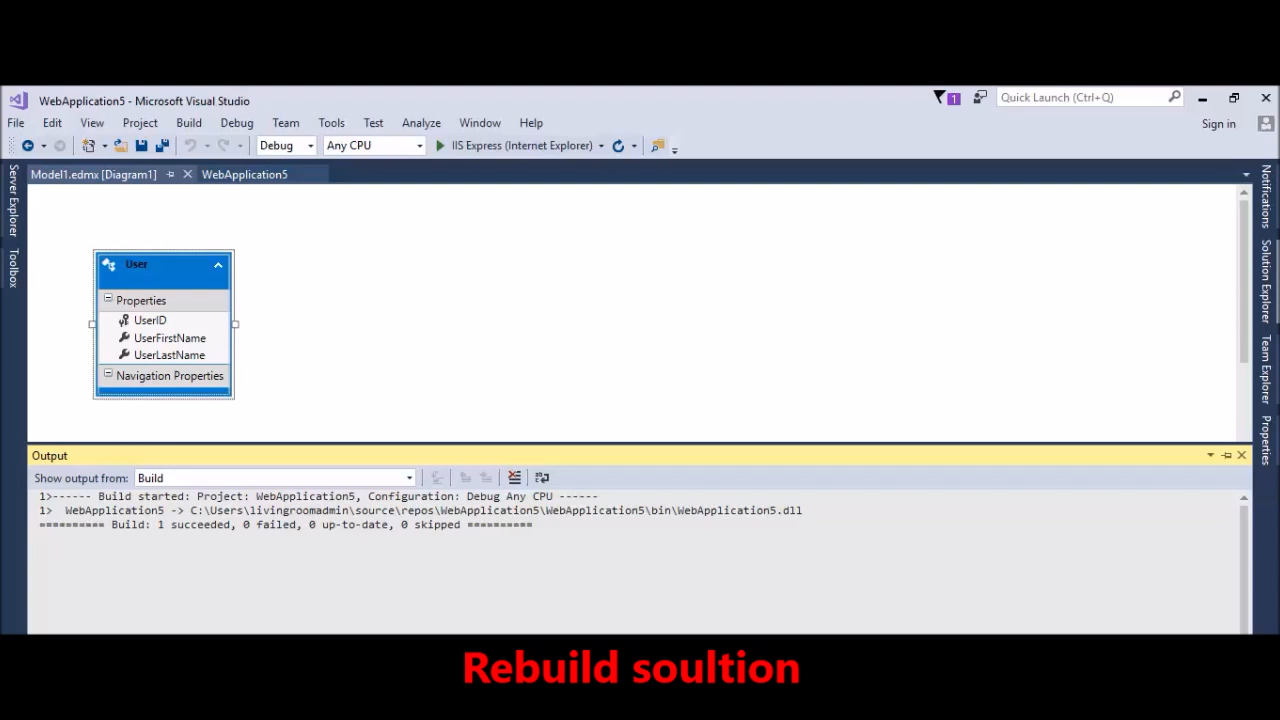 WebApplication5 - Microsoft Visual Studio
1
Quick Launch (Ctrl+Q)
File Edit View Project Build Debug Team Tools Test Analyze Window Help
Sign in
Debug Any CPU IIS Express (Internet Explorer)
Model1.edmx [Diagram1] WebApplication5
Server Explorer
Toolbox
User
Properties
UserID
UserFirstName
UserLastName
Navigation Properties
Notifications
Solution Explorer
Team Explorer
Properties
Output
Show output from: Build
1>------ Build started: Project: WebApplication5, Configuration: Debug Any CPU ------
1>  WebApplication5 -> C:\Users\livingroomadmin\source\repos\WebApplication5\WebApplication5\bin\WebApplication5.dll
========== Build: 1 succeeded, 0 failed, 0 up-to-date, 0 skipped ==========
Rebuild soultion